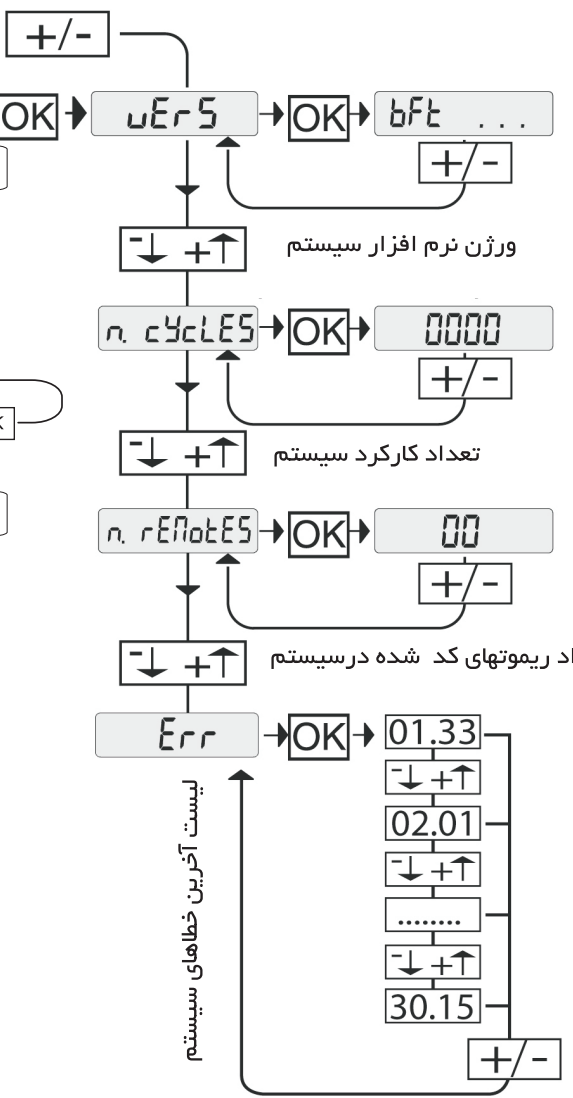 +/-
OK vErS OK bFt ...
+/-
-↓ +↑ ورژن نرم افزار سیستم
n. cYcLES OK 0000
+/-
-↓ +↑ تعداد کارکرد سیستم
n. rEMotES OK 00
+/-
-↓ +↑ ریموتهای کد شده درسیستم
Err OK 01.33
-↓ +↑
02.01
-↓ +↑
........
-↓ +↑
30.15
+/-
لیست آخرین خطاهای سیستم